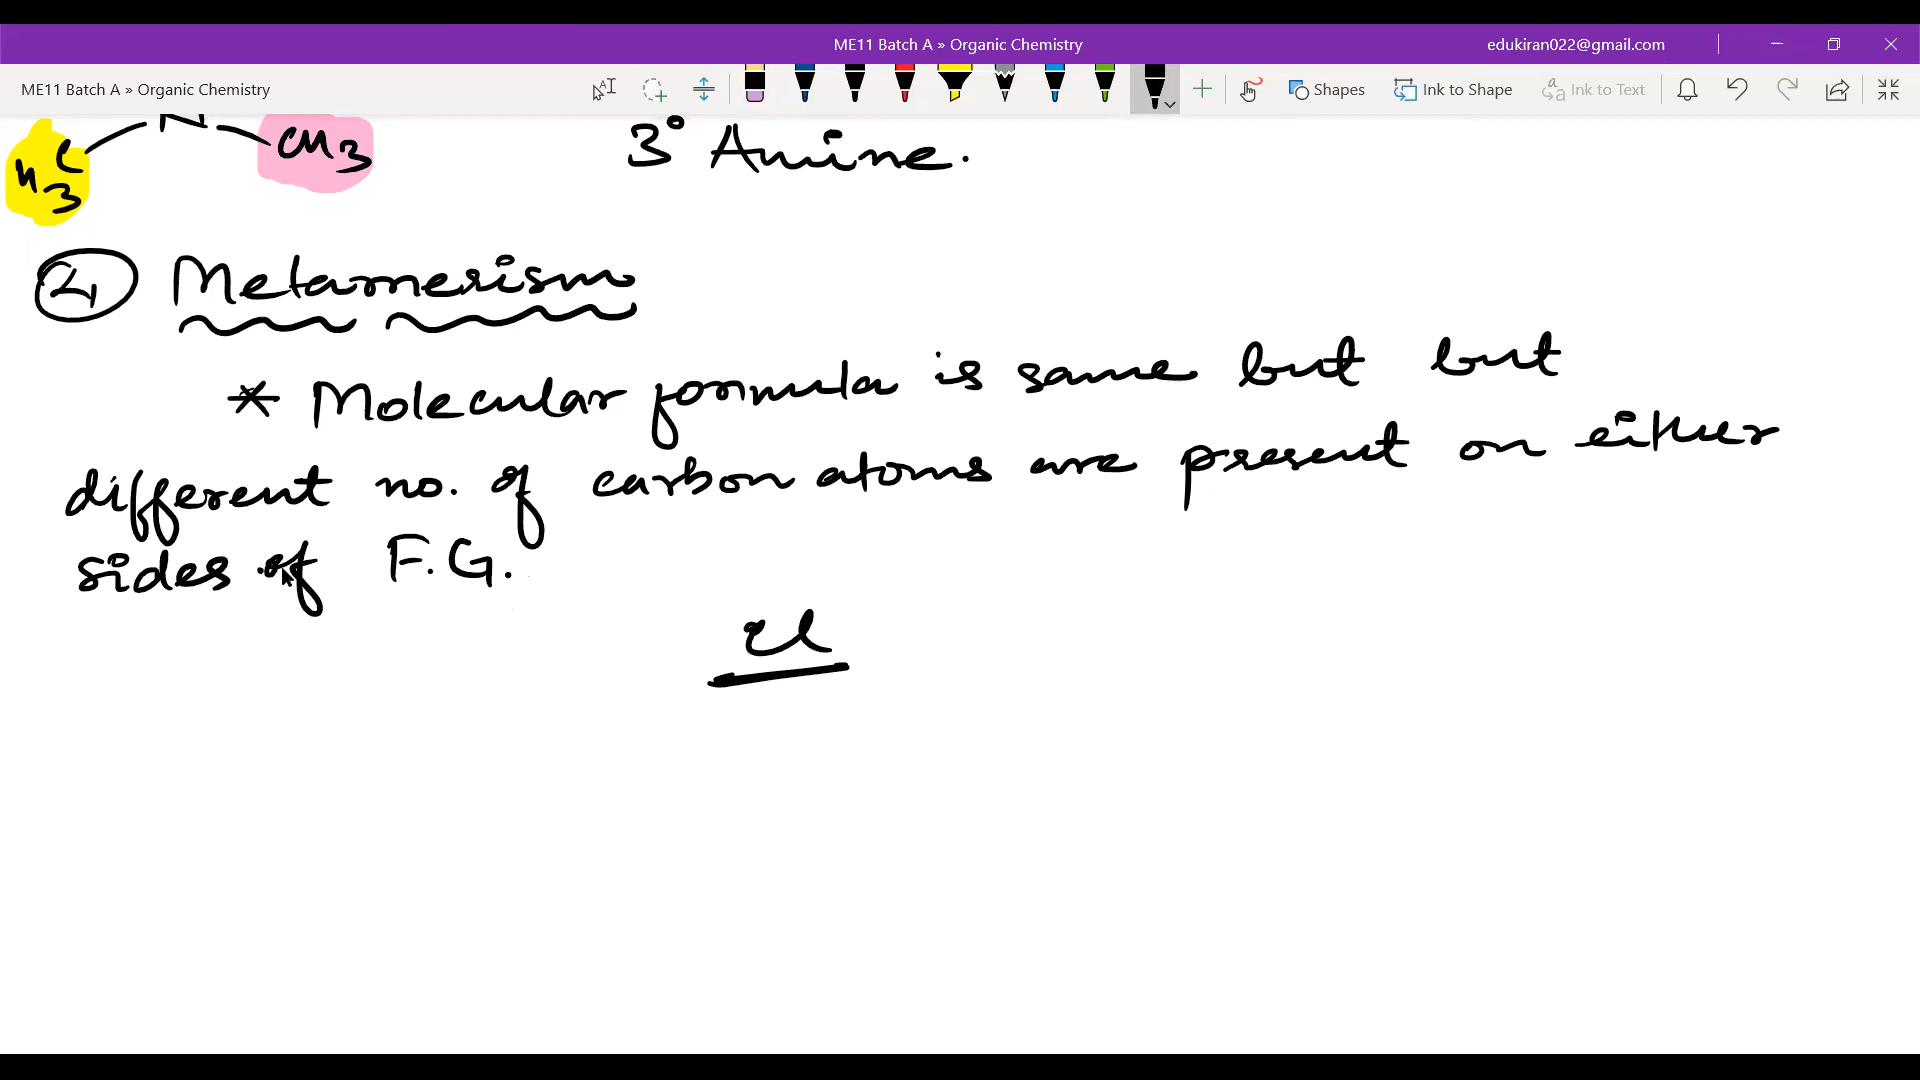 ME11 Batch A » Organic Chemistry
edukiran022@gmail.com
ME11 Batch A » Organic Chemistry
Shapes
Ink to Shape
Ink to Text
H3C N CH3
3° Amine.
4 Metamerism
* Molecular formula is same but but
different no. of carbon atoms are present on either
sides of F.G.